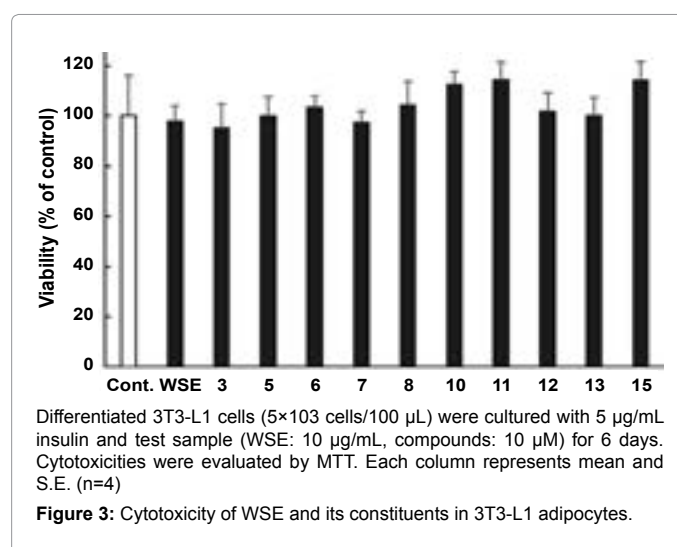 120
100
80
60
40
20
0
Viability (% of control)
Cont. WSE 3 5 6 7 8 10 11 12 13 15
Differentiated 3T3-L1 cells (5×103 cells/100 µL) were cultured with 5 µg/mL
insulin and test sample (WSE: 10 µg/mL, compounds: 10 µM) for 6 days.
Cytotoxicities were evaluated by MTT. Each column represents mean and
S.E. (n=4)
Figure 3: Cytotoxicity of WSE and its constituents in 3T3-L1 adipocytes.